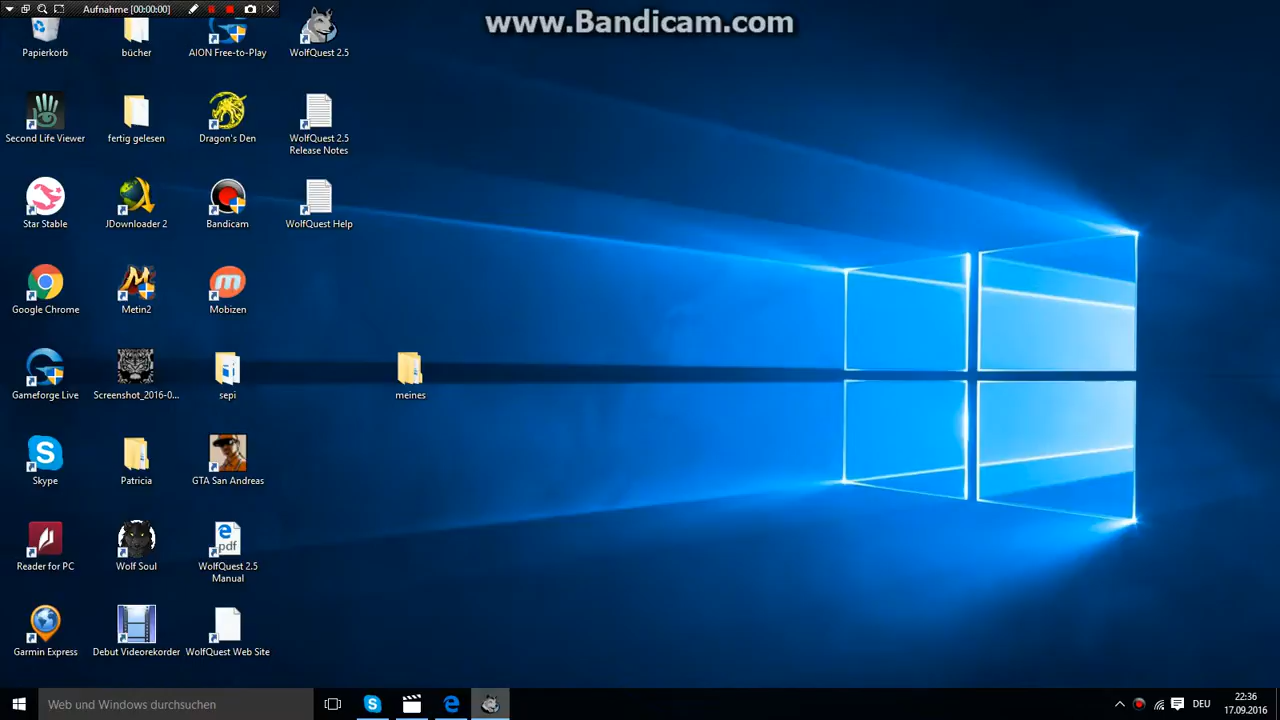 Aufnahme [00:00:00]
www.Bandicam.com
Papierkorb
bücher
AION Free-to-Play
WolfQuest 2.5
Second Life Viewer
fertig gelesen
Dragon's Den
WolfQuest 2.5
Release Notes
Star Stable
JDownloader 2
Bandicam
WolfQuest Help
Google Chrome
Metin2
Mobizen
Gameforge Live
Screenshot_2016-0...
sepi
meines
Skype
Patricia
GTA San Andreas
Reader for PC
Wolf Soul
pdf
WolfQuest 2.5
Manual
Garmin Express
Debut Videorekorder
WolfQuest Web Site
Web und Windows durchsuchen
DEU
22:36
17.09.2016